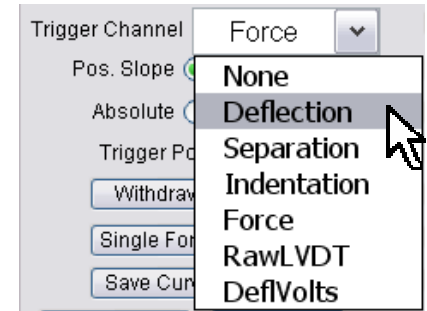 Trigger Channel Force
Pos. Slope
None
Absolute
Deflection
Trigger Po
Separation
Withdraw
Indentation
Single For
Force
RawLVDT
Save Cur
DeflVolts